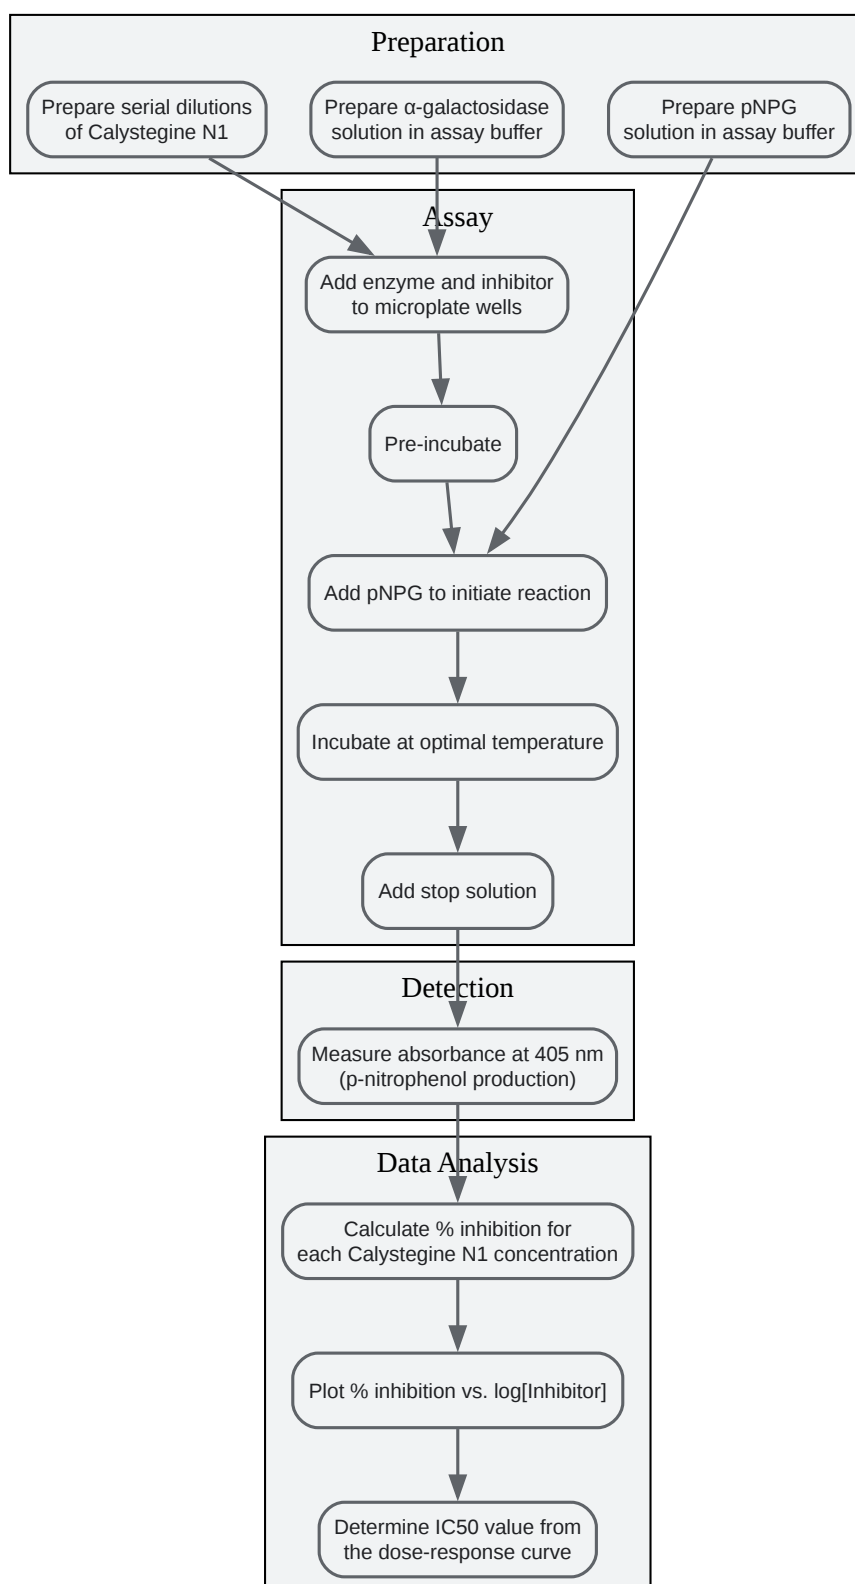 Preparation
Prepare serial dilutions
of Calystegine N1
Prepare α-galactosidase
solution in assay buffer
Prepare pNPG
solution in assay buffer
Assay
Add enzyme and inhibitor
to microplate wells
Pre-incubate
Add pNPG to initiate reaction
Incubate at optimal temperature
Add stop solution
Detection
Measure absorbance at 405 nm
(p-nitrophenol production)
Data Analysis
Calculate % inhibition for
each Calystegine N1 concentration
Plot % inhibition vs. log[Inhibitor]
Determine IC50 value from
the dose-response curve